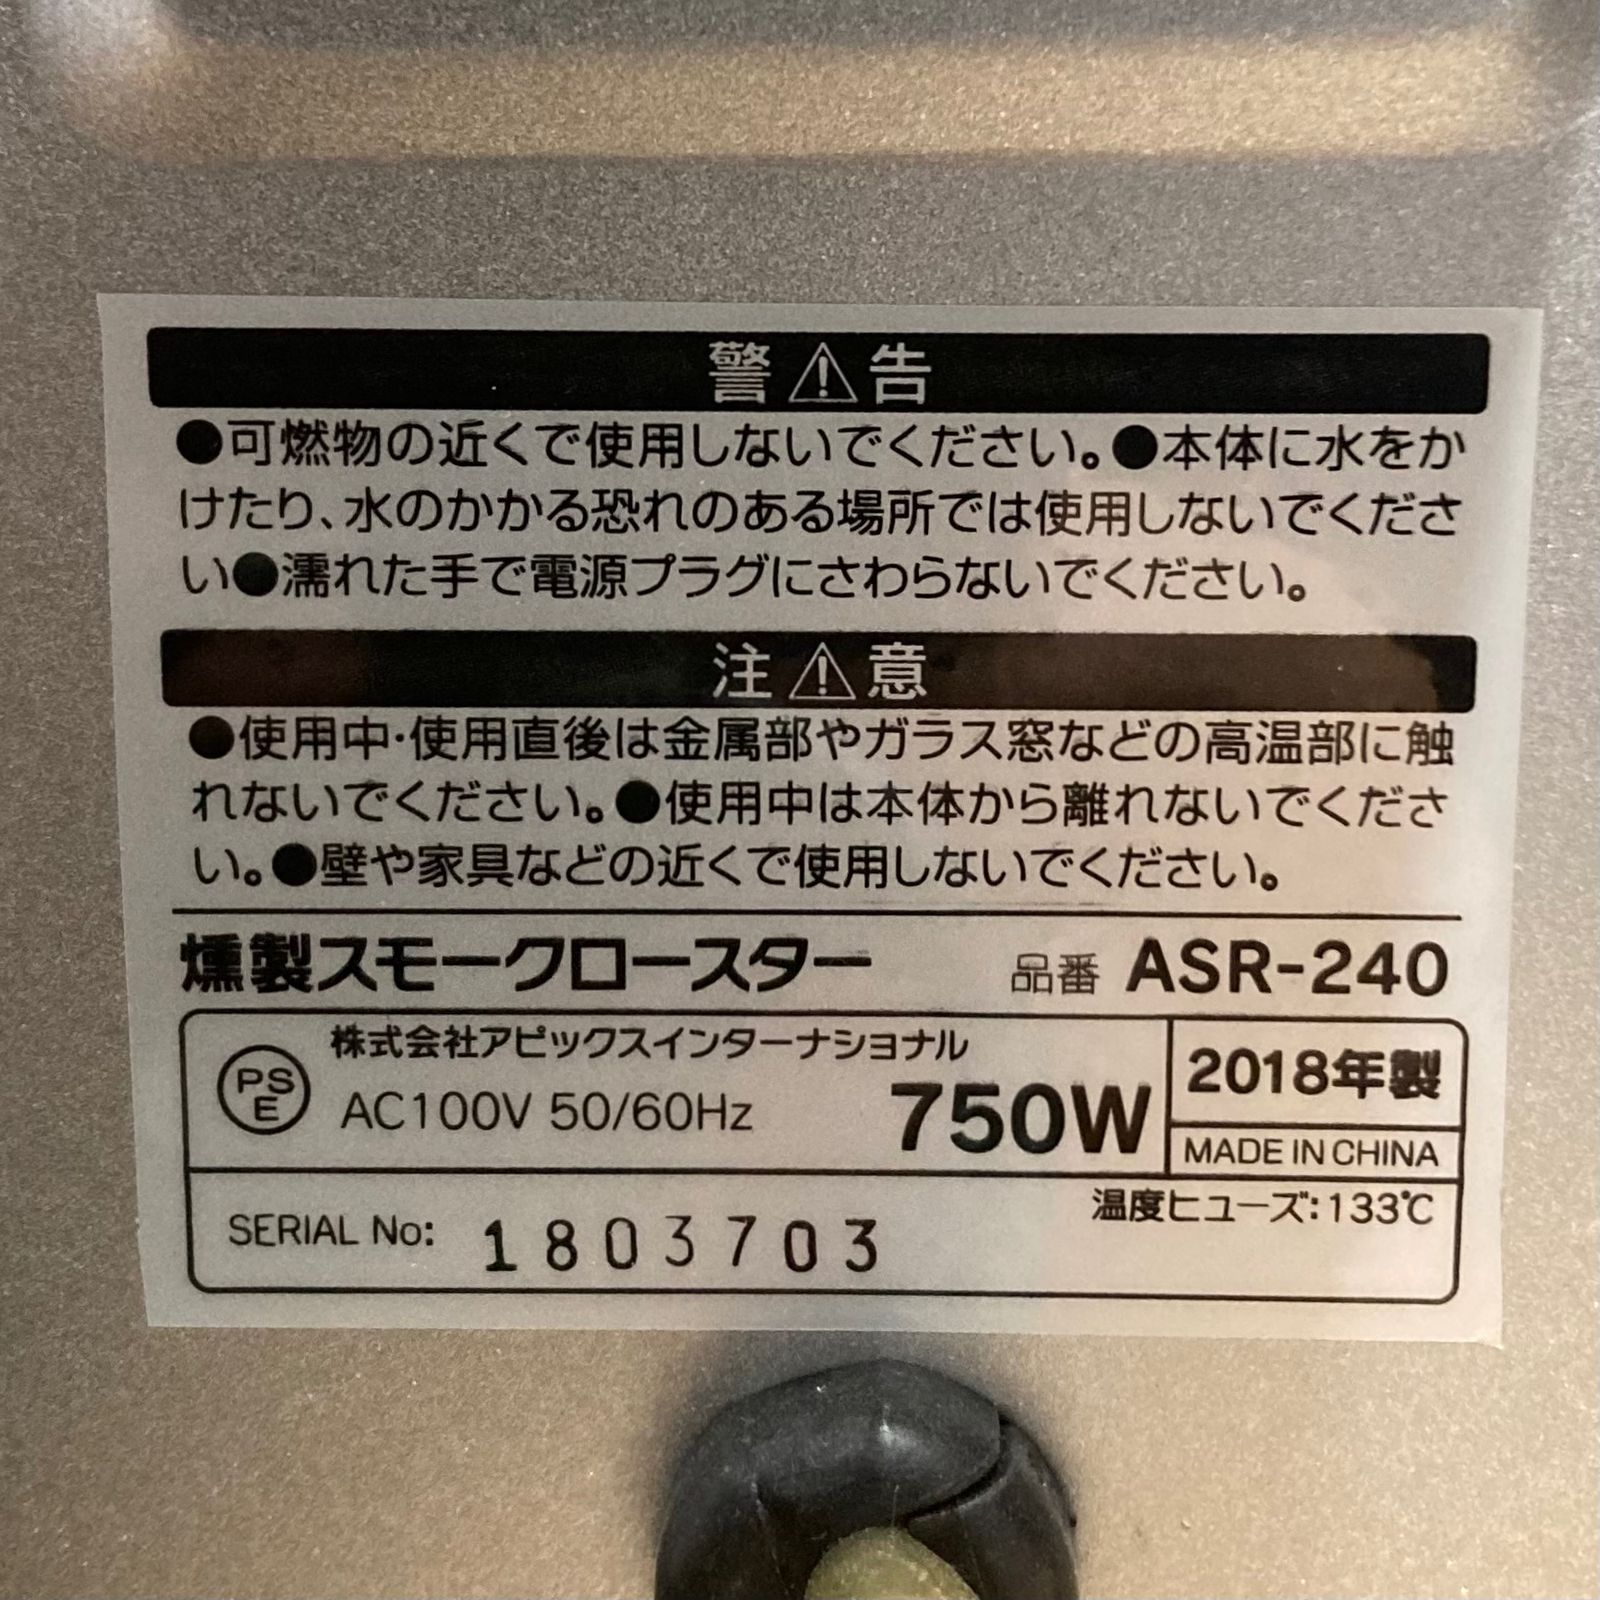 警⚠告
●可燃物の近くで使用しないでください。●本体に水をか
けたり、水のかかる恐れのある場所では使用しないでくださ
い●濡れた手で電源プラグにさわらないでください。
注⚠意
●使用中・使用直後は金属部やガラス窓などの高温部に触
れないでください。●使用中は本体から離れないでくださ
い。●壁や家具などの近くで使用しないでください。
燻製スモークロースター 品番 ASR-240
株式会社アピックスインターナショナル
PS
E
AC100V 50/60Hz 750W
2018年製
MADE IN CHINA
温度ヒューズ:133℃
SERIAL No: 1803703